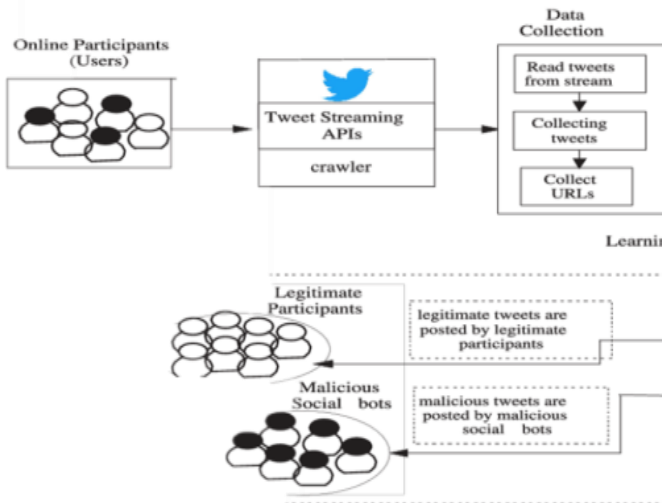 Online Participants
(Users)
Tweet Streaming
APIs
crawler
Data
Collection
Read tweets
from stream
Collecting
tweets
Collect
URLs
Learnin
Legitimate
Participants
legitimate tweets are
posted by legitimate
participants
Malicious
Social bots
malicious tweets are
posted by malicious
social bots